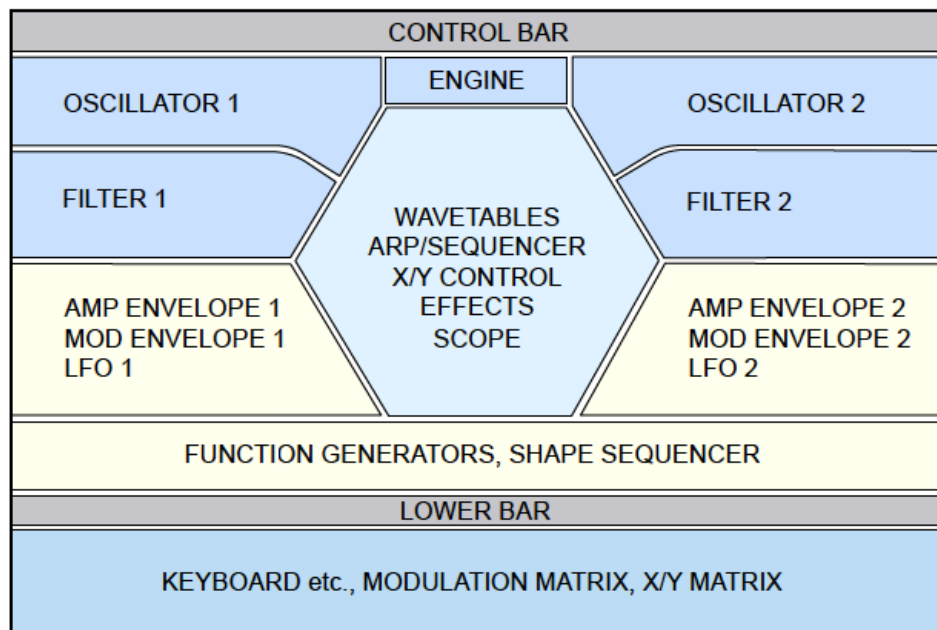 CONTROL BAR
ENGINE
OSCILLATOR 1
OSCILLATOR 2
FILTER 1
FILTER 2
WAVETABLES
ARP/SEQUENCER
X/Y CONTROL
EFFECTS
SCOPE
AMP ENVELOPE 1
MOD ENVELOPE 1
LFO 1
AMP ENVELOPE 2
MOD ENVELOPE 2
LFO 2
FUNCTION GENERATORS, SHAPE SEQUENCER
LOWER BAR
KEYBOARD etc., MODULATION MATRIX, X/Y MATRIX